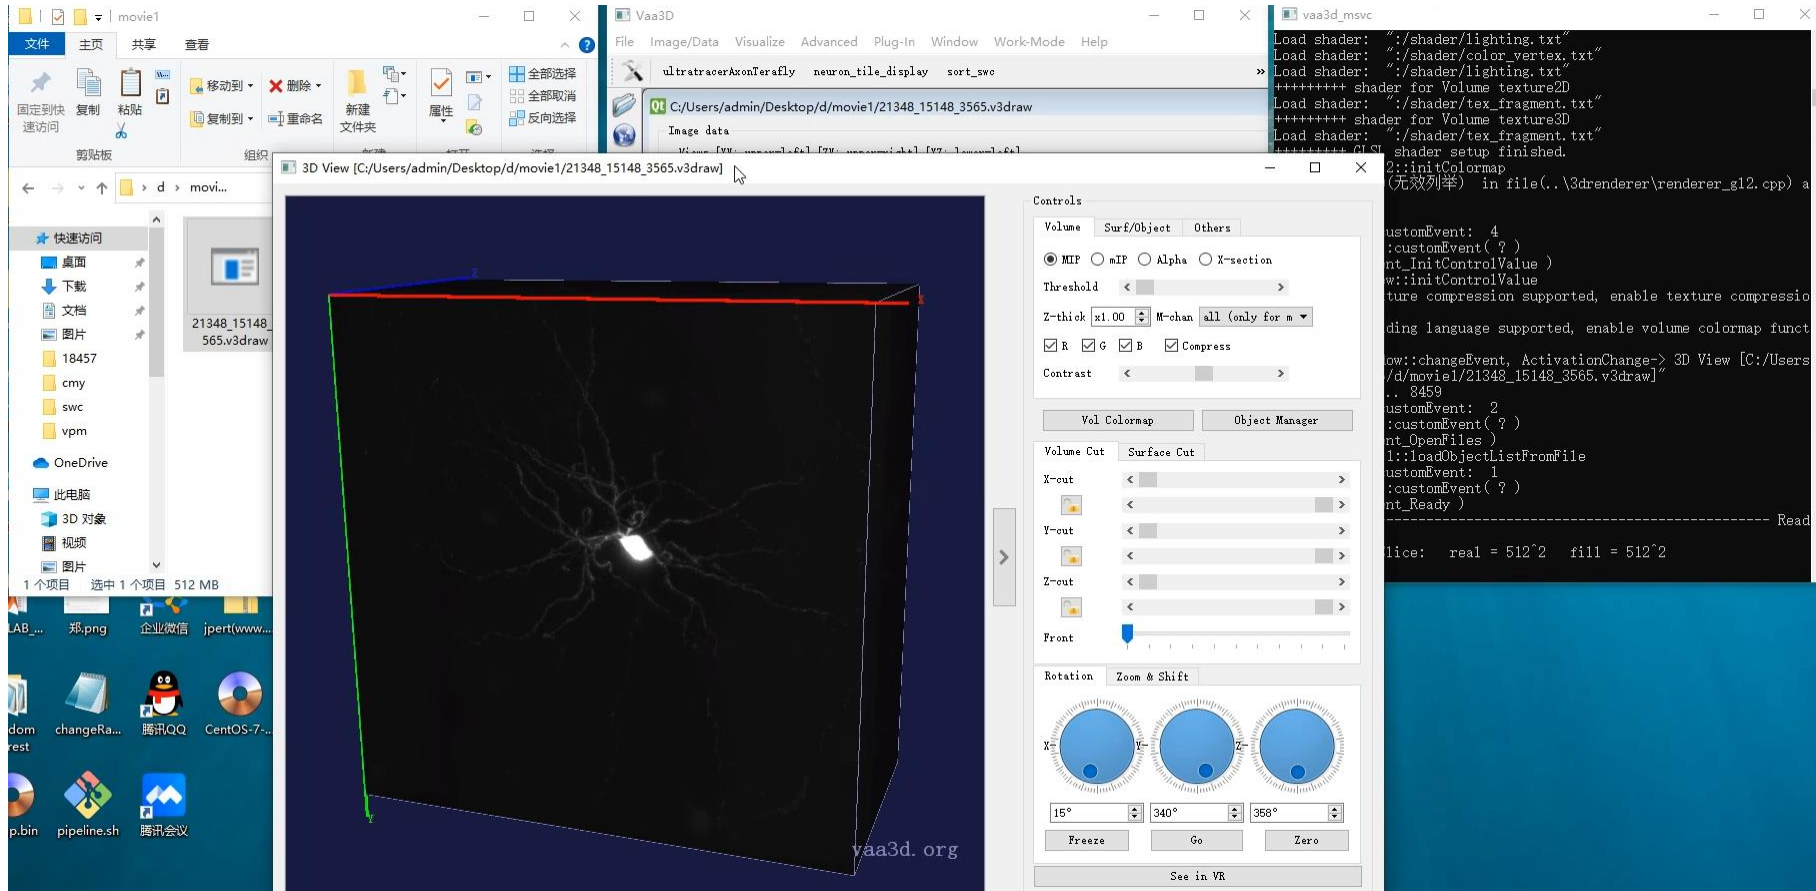 movie1
文件 主页 共享 查看
固定到快
速访问
复制
粘贴
移动到
复制到
删除
重命名
新建
文件夹
属性
全部选择
全部取消
反向选择
剪贴板
组织
d movi...
快速访问
桌面
下载
文档
图片
18457
cmy
swc
vpm
OneDrive
此电脑
3D 对象
视频
图片
21348_15148_
565.v3draw
1 个项目 选中 1 个项目 512 MB
LAB_...
郑.png
企业微信
jpert(www....
dom
rest
changeRa...
腾讯QQ
CentOS-7-...
p.bin
pipeline.sh
腾讯会议
Vaa3D
File Image/Data Visualize Advanced Plug-In Window Work-Mode Help
ultratracerAxonTerafly neuron_tile_display sort_swc
C:/Users/admin/Desktop/d/movie1/21348_15148_3565.v3draw
Image data
vaa3d_msvc
Load shader: ":/shader/lighting.txt"
Load shader: ":/shader/color_vertex.txt"
Load shader: ":/shader/lighting.txt"
+++++++++ shader for Volume texture2D
Load shader: ":/shader/tex_fragment.txt"
+++++++++ shader for Volume texture3D
Load shader: ":/shader/tex_fragment.txt"
+++++++++ GLSL shader setup finished.
2::initColormap
(无效列举) in file(..\3drenderer\renderer_g12.cpp) a
ustomEvent: 4
:customEvent( ? )
nt_InitControlValue )
w::initControlValue
ture compression supported, enable texture compressio
ding language supported, enable volume colormap funct
ow::changeEvent, ActivationChange-> 3D View [C:/Users
/d/movie1/21348_15148_3565.v3draw]"
.. 8459
ustomEvent: 2
:customEvent( ? )
nt_OpenFiles )
l::loadObjectListFromFile
ustomEvent: 1
:customEvent( ? )
nt_Ready )
Read
lice: real = 512^2 fill = 512^2
3D View [C:/Users/admin/Desktop/d/movie1/21348_15148_3565.v3draw]
Z
X
Y
vaa3d.org
Controls
Volume Surf/Object Others
MIP mIP Alpha X-section
Threshold
Z-thick x1.00 M-chan all (only for m
R G B Compress
Contrast
Vol Colormap Object Manager
Volume Cut Surface Cut
X-cut
Y-cut
Z-cut
Front
Rotation Zoom & Shift
X- Y- Z-
15° 340° 358°
Freeze Go Zero
See in VR